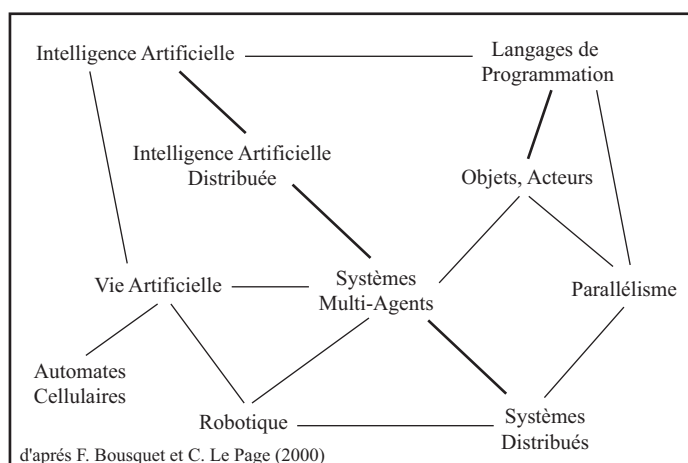 Intelligence Artificielle
Langages de
Programmation
Intelligence Artificielle
Distribuée
Objets, Acteurs
Vie Artificielle
Systèmes
Multi-Agents
Parallélisme
Automates
Cellulaires
Robotique
Systèmes
Distribués
d'aprés F. Bousquet et C. Le Page (2000)